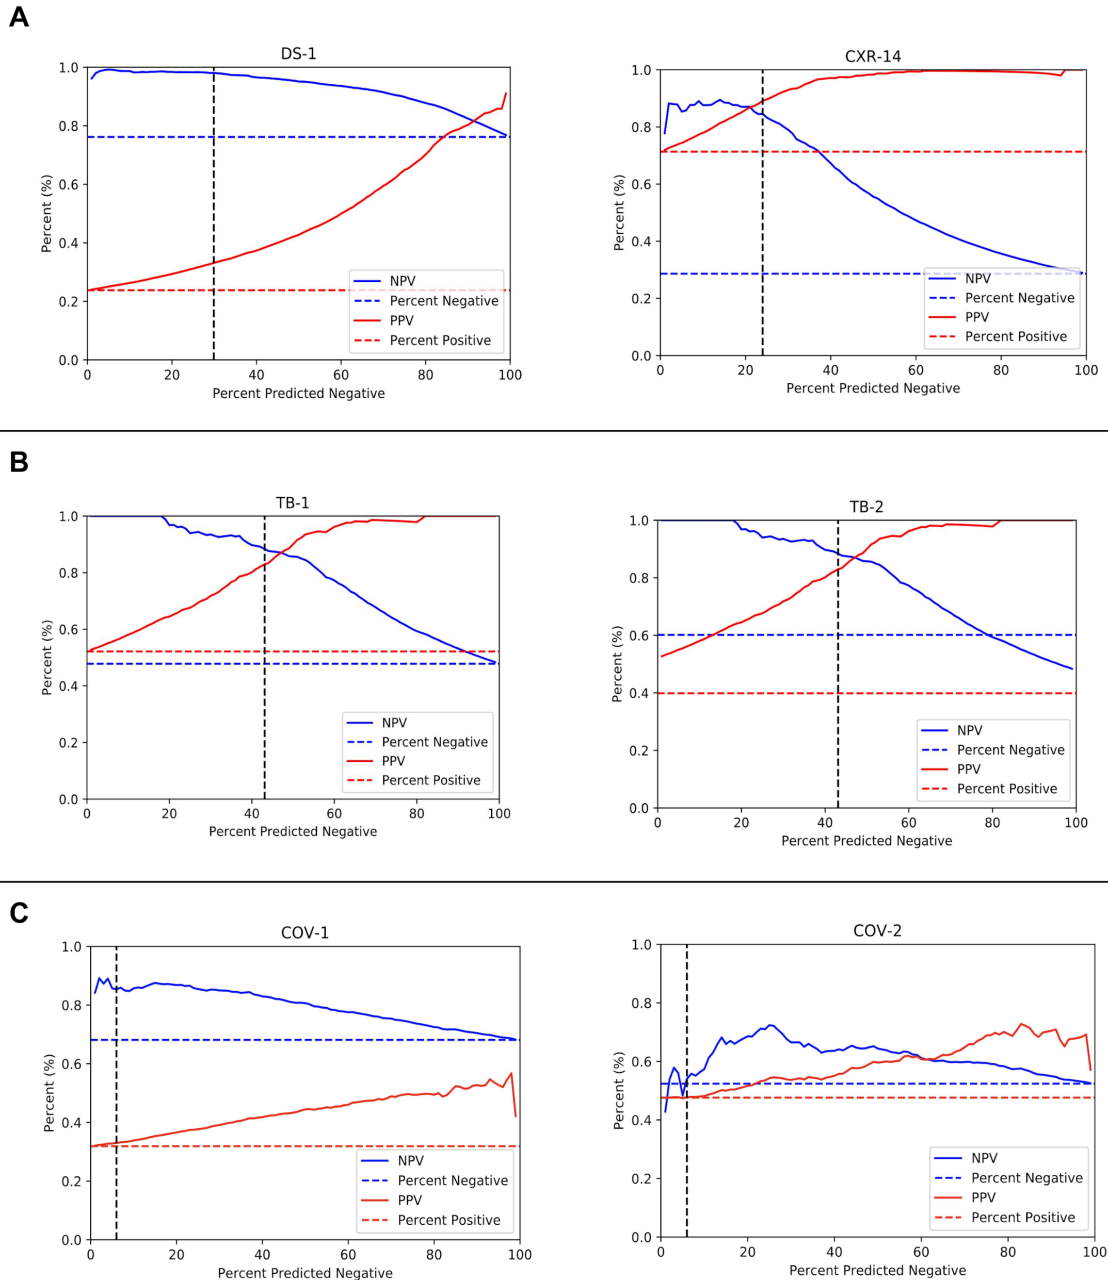 A
DS-1
1.0
0.8
0.6
0.4
0.2
0.0
Percent (%)
0 20 40 60 80 100
Percent Predicted Negative
NPV
Percent Negative
PPV
Percent Positive
CXR-14
1.0
0.8
0.6
0.4
0.2
0.0
Percent (%)
0 20 40 60 80 100
Percent Predicted Negative
NPV
Percent Negative
PPV
Percent Positive
B
TB-1
1.0
0.8
0.6
0.4
0.2
0.0
Percent (%)
0 20 40 60 80 100
Percent Predicted Negative
NPV
Percent Negative
PPV
Percent Positive
TB-2
1.0
0.8
0.6
0.4
0.2
0.0
Percent (%)
0 20 40 60 80 100
Percent Predicted Negative
NPV
Percent Negative
PPV
Percent Positive
C
COV-1
1.0
0.8
0.6
0.4
0.2
0.0
Percent (%)
0 20 40 60 80 100
Percent Predicted Negative
NPV
Percent Negative
PPV
Percent Positive
COV-2
1.0
0.8
0.6
0.4
0.2
0.0
Percent (%)
0 20 40 60 80 100
Percent Predicted Negative
NPV
Percent Negative
PPV
Percent Positive